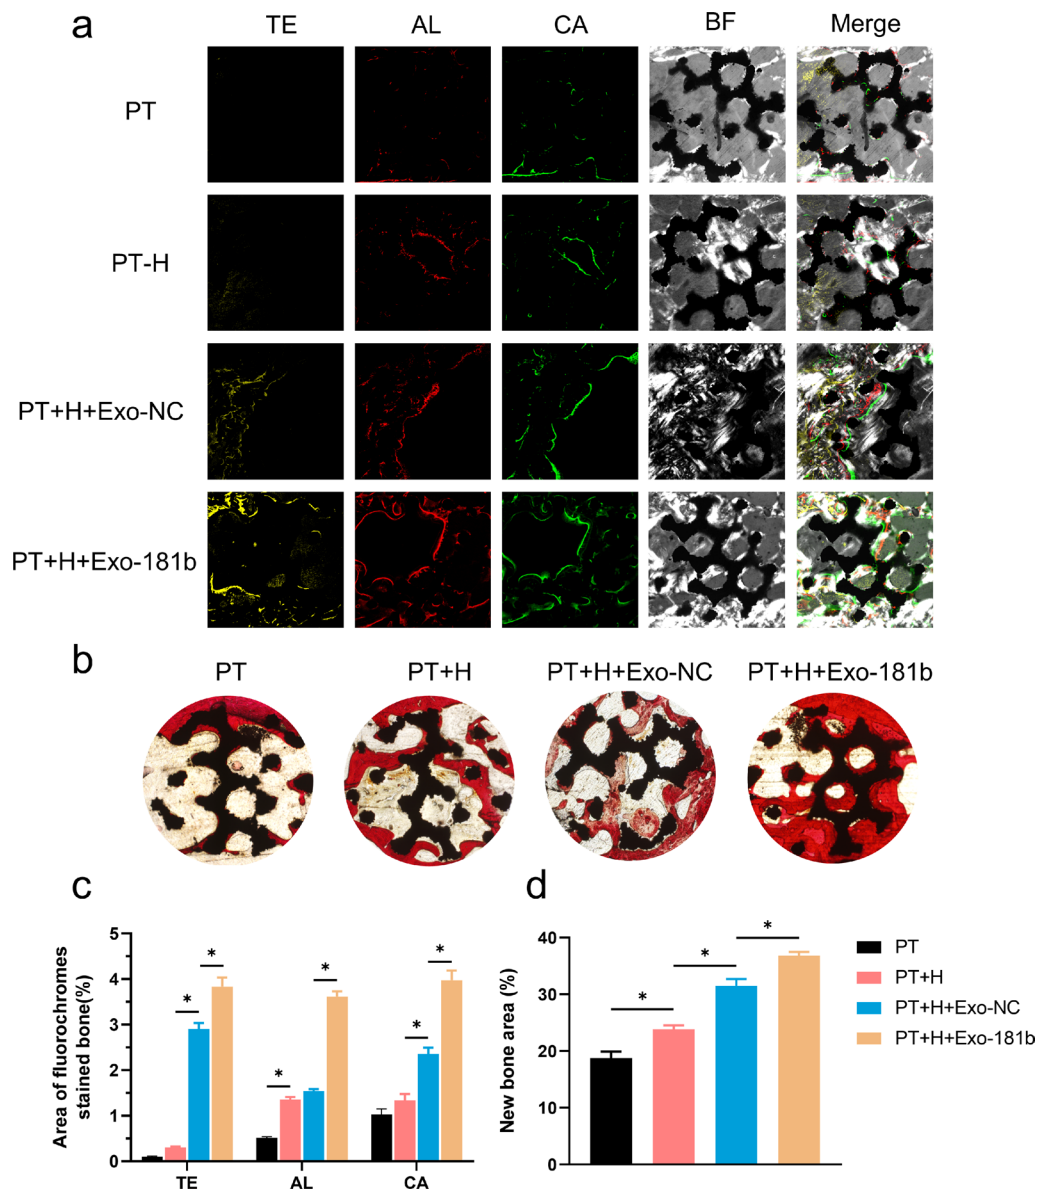 a
TE AL CA BF Merge
PT
PT-H
PT+H+Exo-NC
PT+H+Exo-181b
b
PT PT+H PT+H+Exo-NC PT+H+Exo-181b
c
d
Area of fluorochromes
stained bone(%)
5
4
3
2
1
0
* * * * * *
TE AL CA
New bone area (%)
40
30
20
10
0
* * *
PT
PT+H
PT+H+Exo-NC
PT+H+Exo-181b